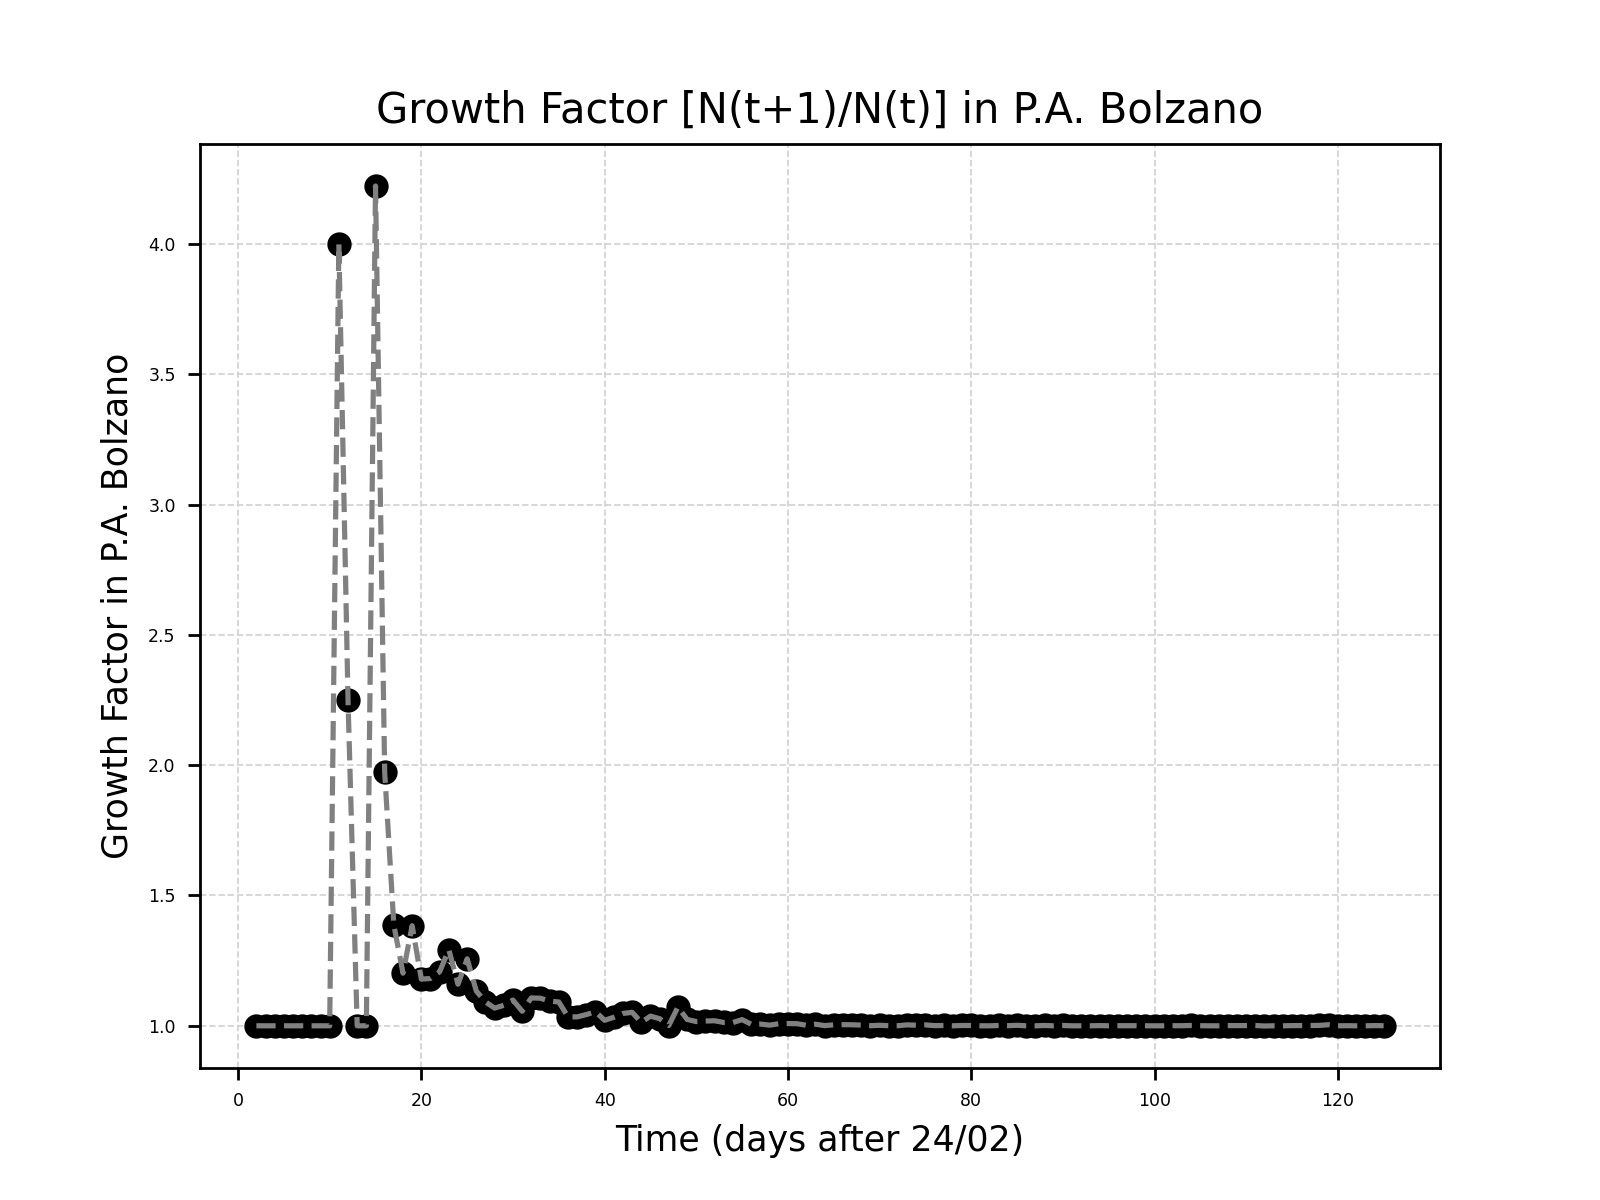 Growth Factor [N(t+1)/N(t)] in P.A. Bolzano
Growth Factor in P.A. Bolzano
4.0
3.5
3.0
2.5
2.0
1.5
1.0
0 20 40 60 80 100 120
Time (days after 24/02)